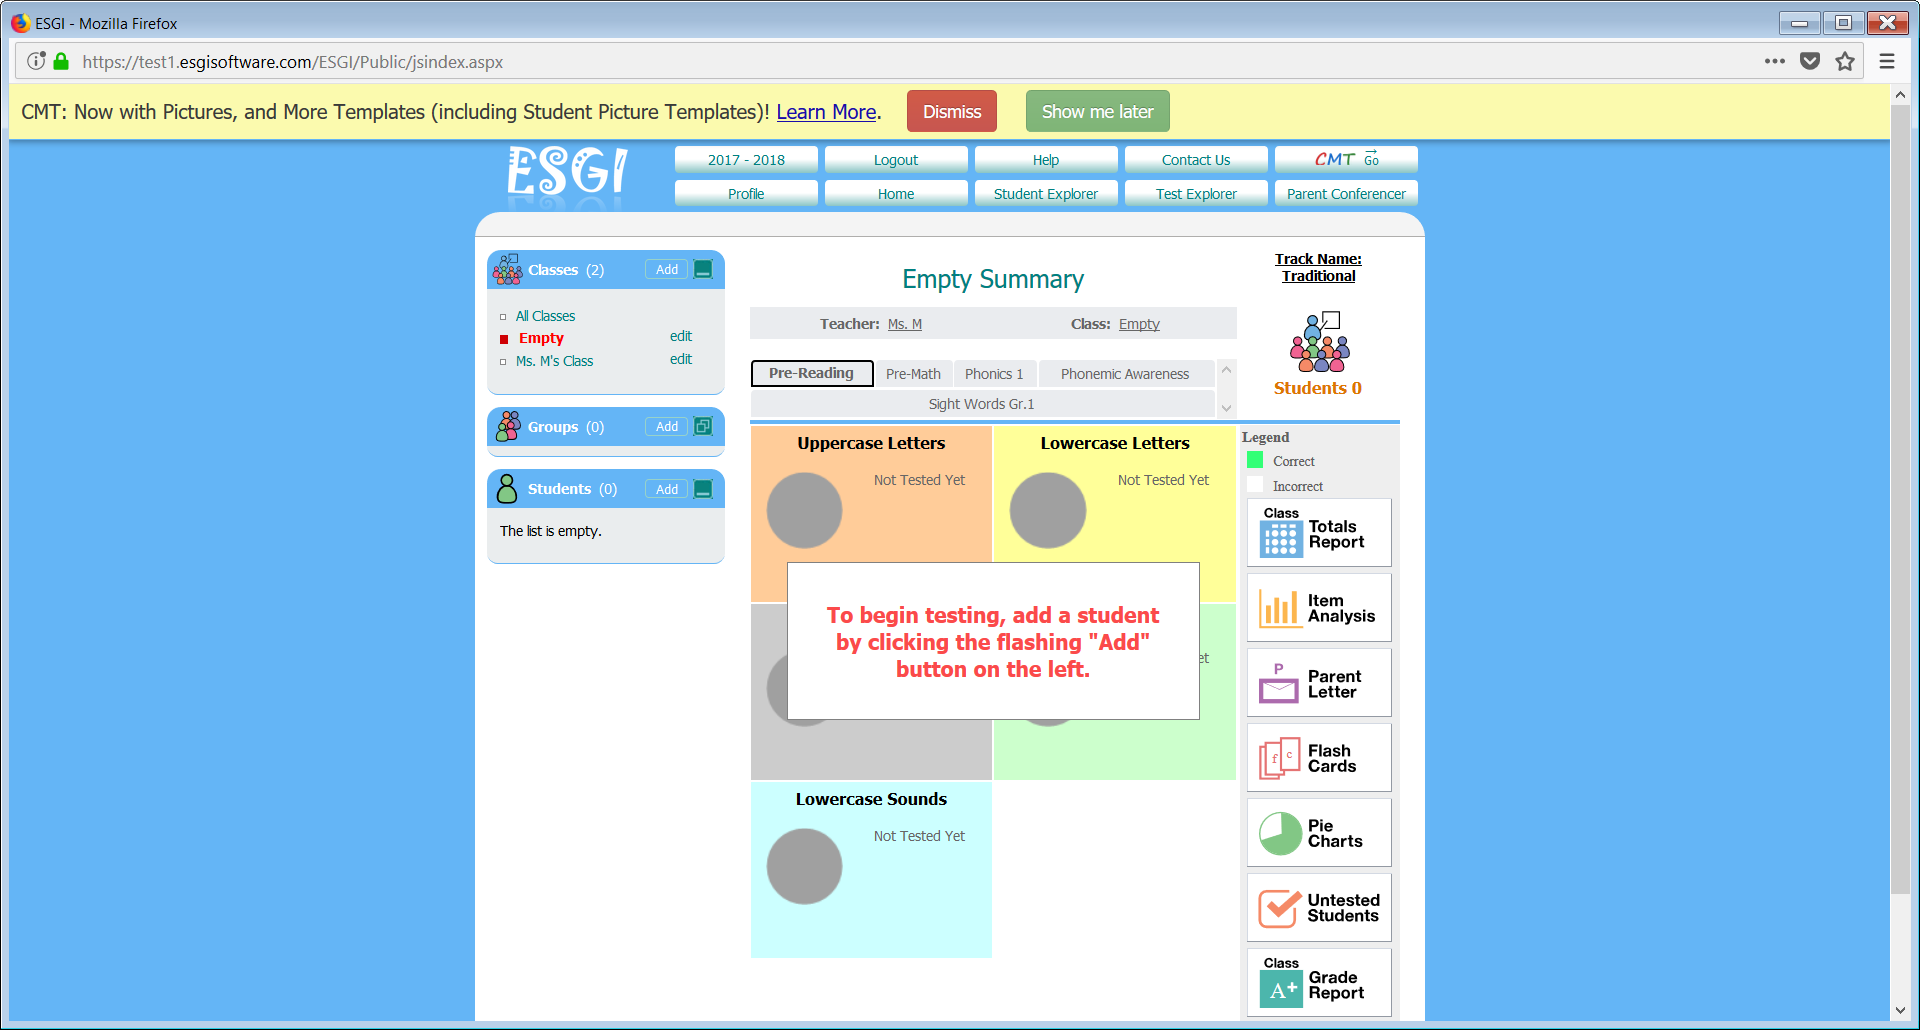 ESGI - Mozilla Firefox
https://test1.esgisoftware.com/ESGI/Public/jsindex.aspx
CMT: Now with Pictures, and More Templates (including Student Picture Templates)! Learn More. Dismiss Show me later
ESGI
2017 - 2018 Logout Help Contact Us CMT Go
Profile Home Student Explorer Test Explorer Parent Conferencer
Classes (2) Add
All Classes
Empty edit
Ms. M's Class edit
Groups (0) Add
Students (0) Add
The list is empty.
Empty Summary
Teacher: Ms. M Class: Empty
Pre-Reading Pre-Math Phonics 1 Phonemic Awareness
Sight Words Gr.1
Track Name:
Traditional
Students 0
Uppercase Letters
Not Tested Yet
Lowercase Letters
Not Tested Yet
To begin testing, add a student
by clicking the flashing "Add"
button on the left.
et
Lowercase Sounds
Not Tested Yet
Legend
Correct
Incorrect
Class
Totals
Report
Item
Analysis
P
Parent
Letter
f c
Flash
Cards
Pie
Charts
Untested
Students
Class
A+
Grade
Report